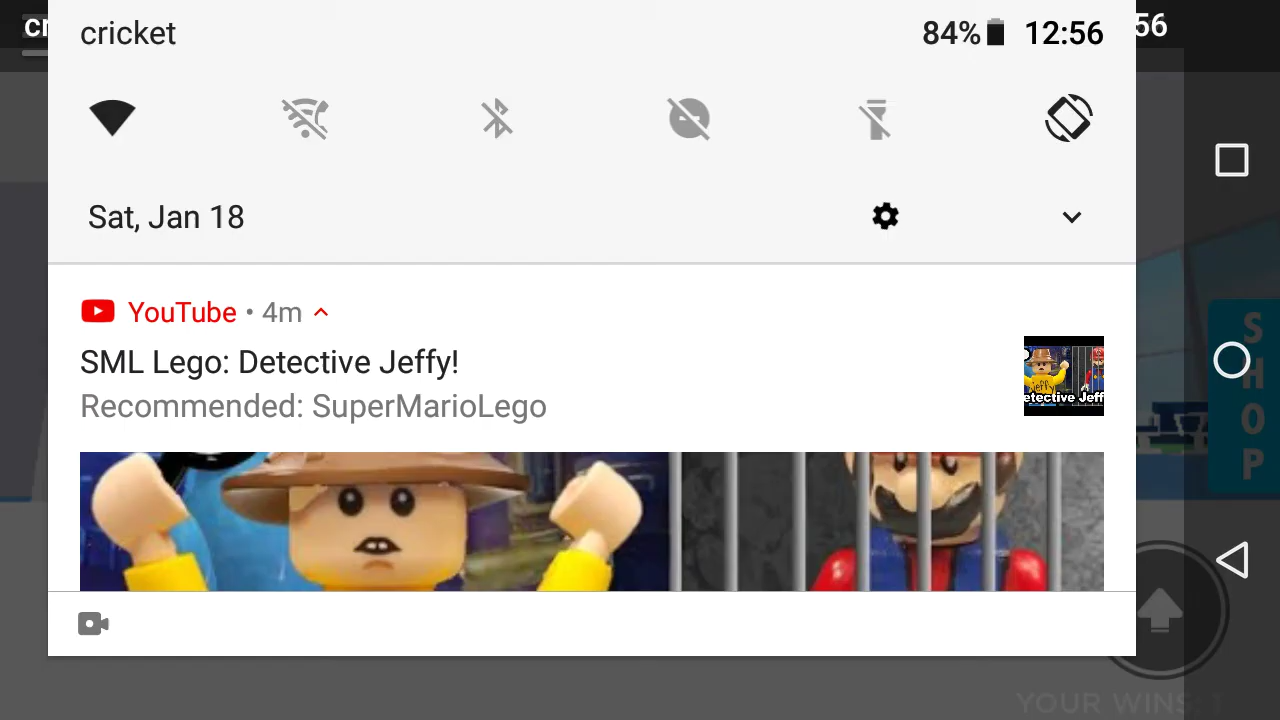 cr
cricket
84%
12:56
56
Sat, Jan 18
YouTube • 4m
SML Lego: Detective Jeffy!
Recommended: SuperMarioLego
jeffy
etective Jeff
SHOP
YOUR WINS: T